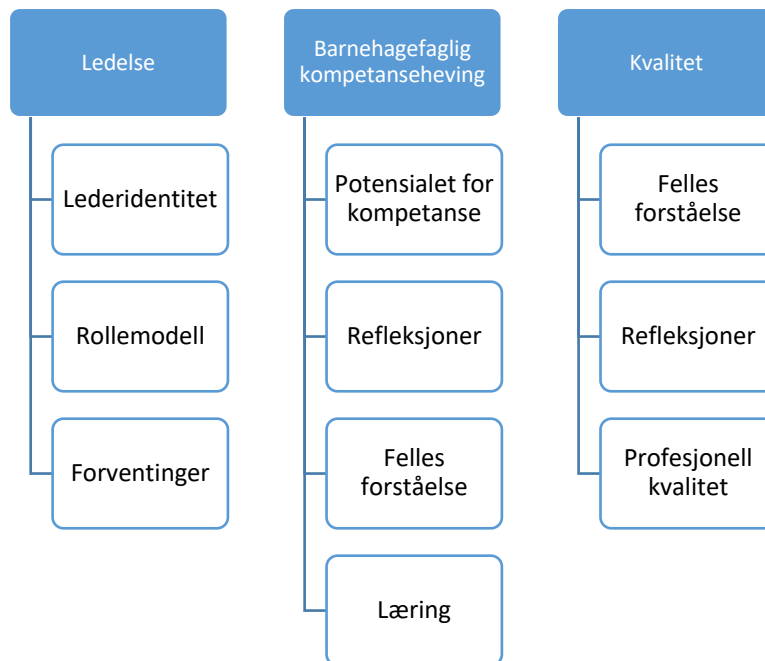 Ledelse
Lederidentitet
Rollemodell
Forventinger
Barnehagefaglig
kompetanseheving
Potensialet for
kompetanse
Refleksjoner
Felles
forståelse
Læring
Kvalitet
Felles
forståelse
Refleksjoner
Profesjonell
kvalitet